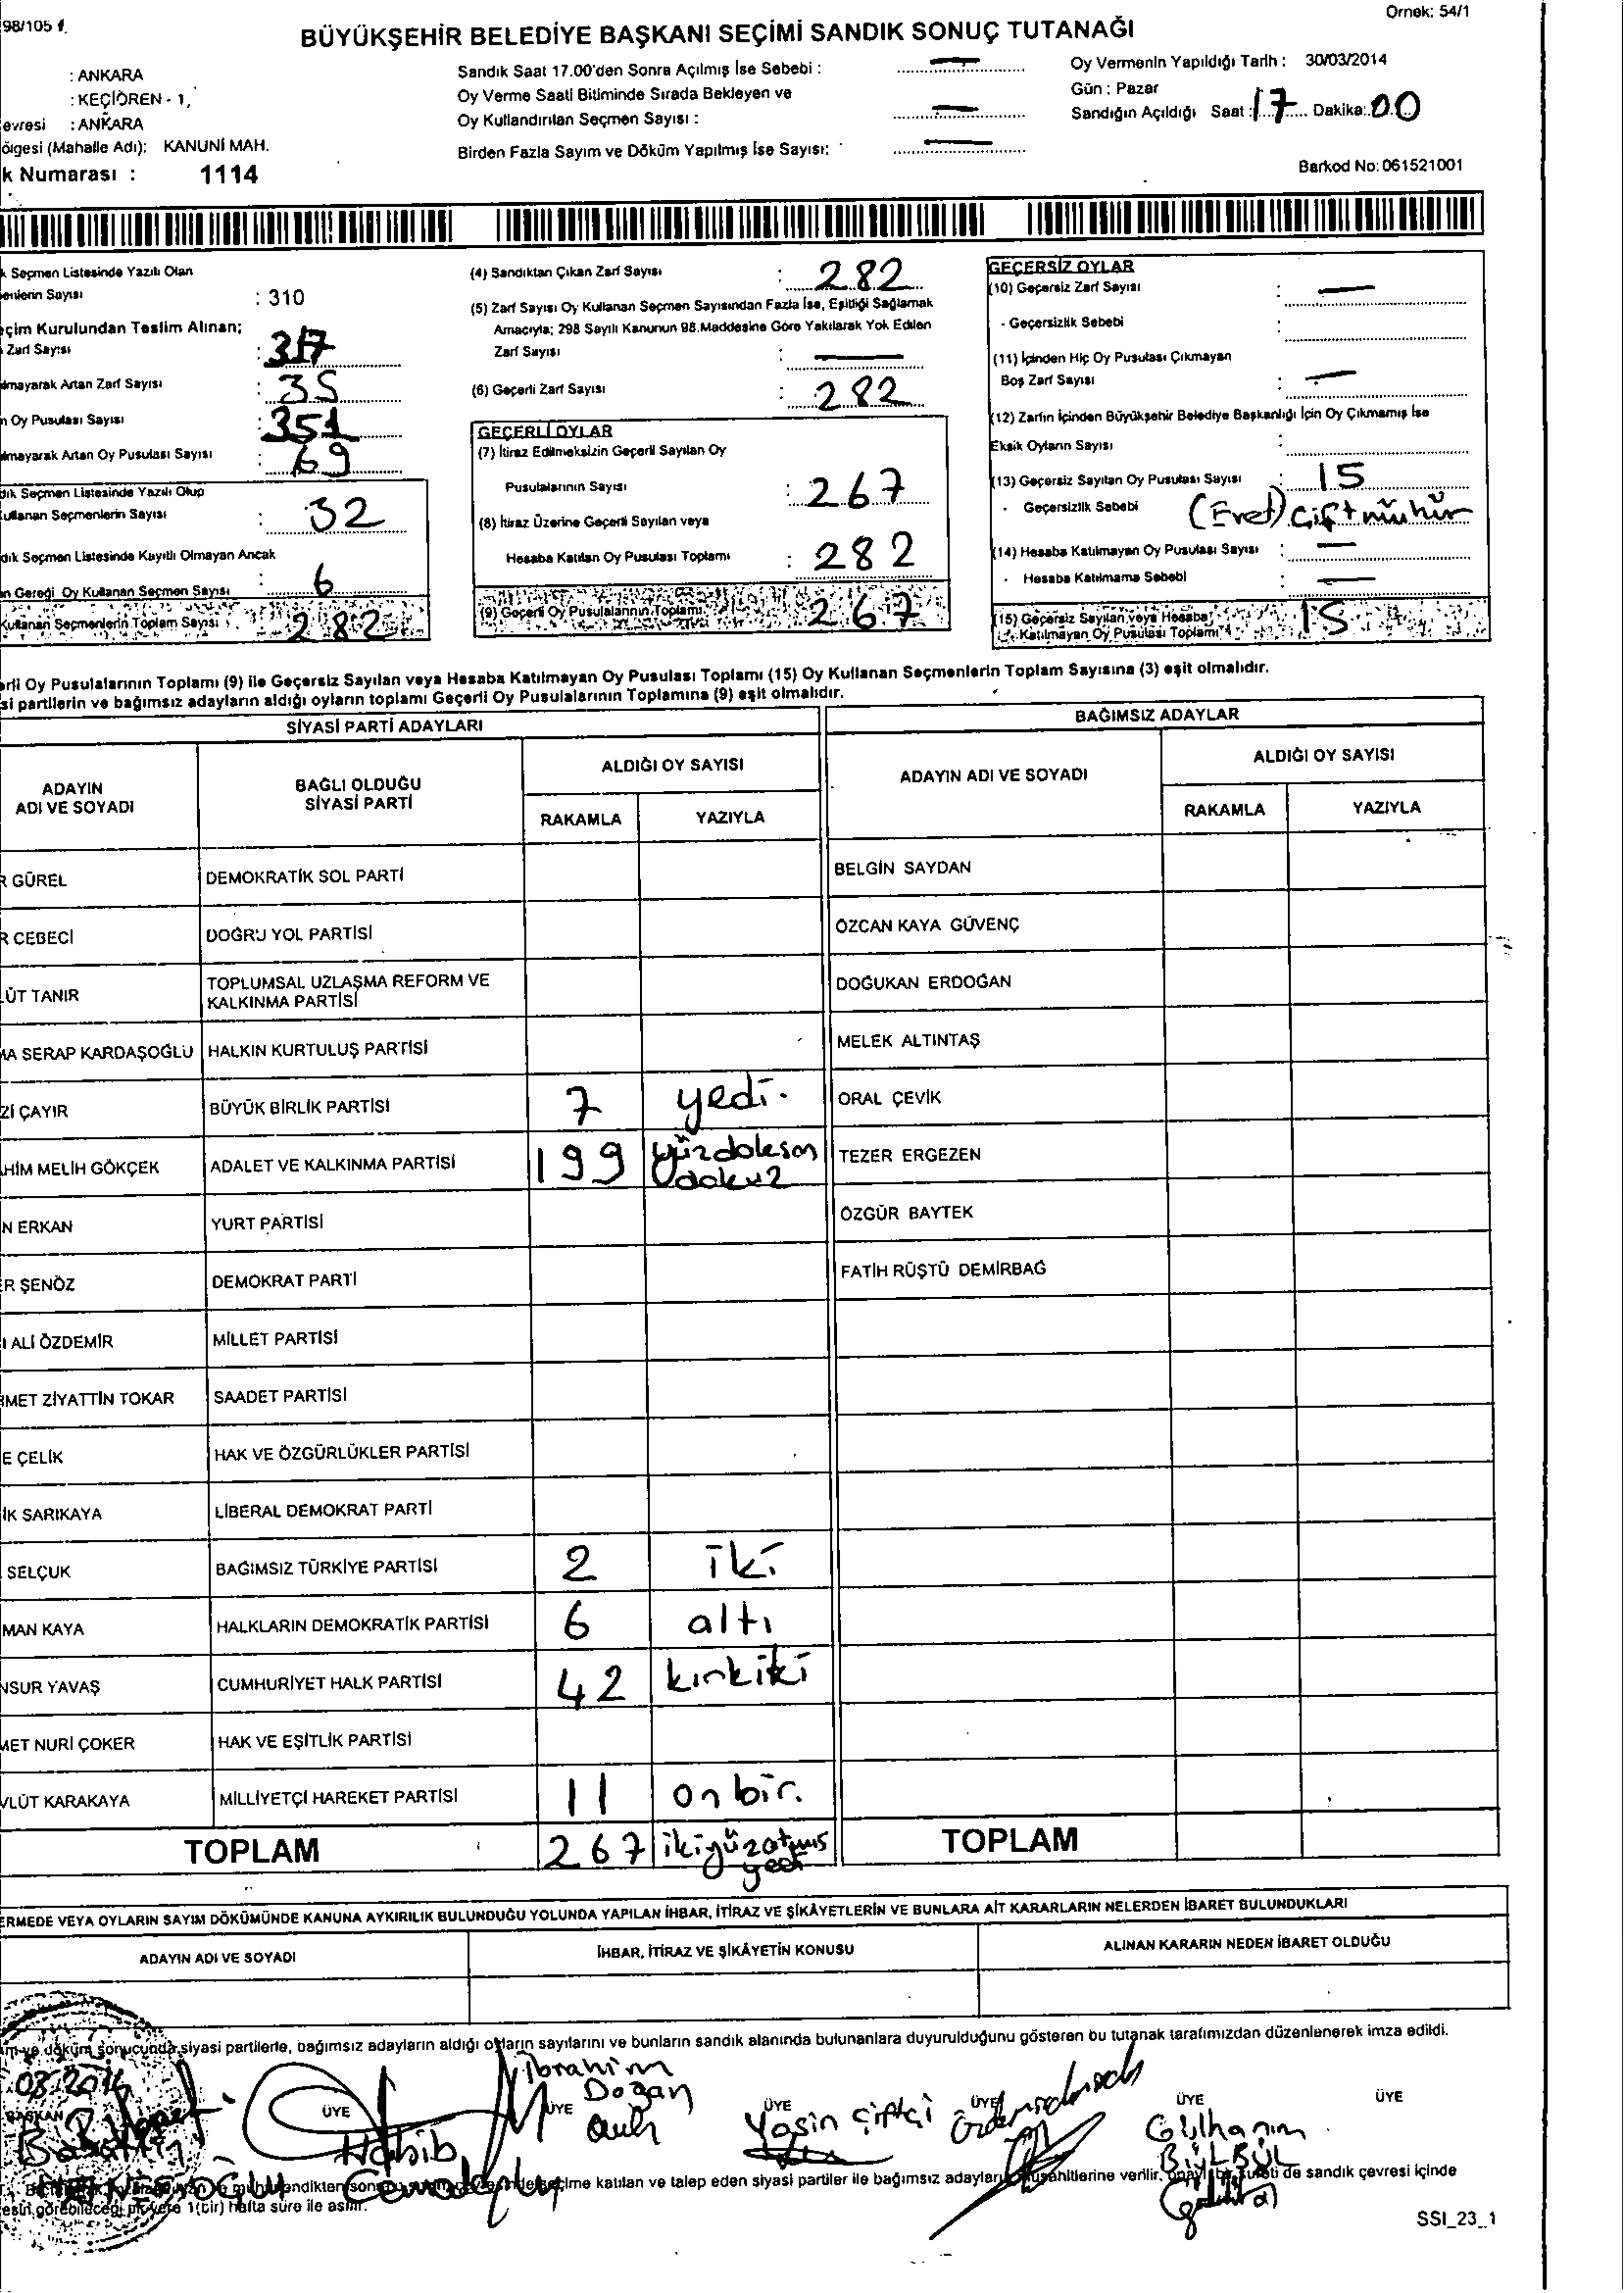 98/105 f.
Ornek: 54/1
BÜYÜKŞEHİR BELEDİYE BAŞKANI SEÇİMİ SANDIK SONUÇ TUTANAĞI
: ANKARA
: KEÇİÖREN - 1,
evresi : ANKARA
ölgesi (Mahalle Adı): KANUNİ MAH.
k Numarası : 1114
Sandık Saat 17.00'den Sonra Açılmış İse Sebebi :
Oy Verme Saati Bitiminde Sırada Bekleyen ve
Oy Kullandırılan Seçmen Sayısı :
Birden Fazla Sayım ve Döküm Yapılmış İse Sayısı:
Oy Vermenin Yapıldığı Tarih : 30/03/2014
Gün : Pazar
Sandığın Açıldığı Saat : 17 Dakika: 00
Barkod No: 061521001
k Seçmen Listesinde Yazılı Olan
enlerin Sayısı : 310
eçim Kurulundan Teslim Alınan;
Zarf Sayısı : 317
lmayarak Artan Zarf Sayısı : 35
n Oy Pusulası Sayısı : 351
lmayarak Artan Oy Pusulası Sayısı : 69
dık Seçmen Listesinde Yazılı Olup
ullanan Seçmenlerin Sayısı : 32
dık Seçmen Listesinde Kayıtlı Olmayan Ancak
n Gereği Oy Kullanan Seçmen Sayısı : 6
Kullanan Seçmenlerin Toplam Sayısı : 282
(4) Sandıktan Çıkan Zarf Sayısı : 282
(5) Zarf Sayısı Oy Kullanan Seçmen Sayısından Fazla İse, Eşitliği Sağlamak
Amacıyla; 298 Sayılı Kanunun 98.Maddesine Göre Yakılarak Yok Edilen
Zarf Sayısı :
(6) Geçerli Zarf Sayısı : 282
GEÇERLİ OYLAR
(7) İtiraz Edilmeksizin Geçerli Sayılan Oy
Pusulalarının Sayısı : 267
(8) İtiraz Üzerine Geçerli Sayılan veya
Hesaba Katılan Oy Pusulası Toplamı : 282
(9) Geçerli Oy Pusulalarının Toplamı 267
GEÇERSİZ OYLAR
(10) Geçersiz Zarf Sayısı :
- Geçersizlik Sebebi :
(11) İçinden Hiç Oy Pusulası Çıkmayan
Boş Zarf Sayısı :
(12) Zarfın İçinden Büyükşehir Belediye Başkanlığı İçin Oy Çıkmamış İse
Eksik Oyların Sayısı :
(13) Geçersiz Sayılan Oy Pusulası Sayısı : 15
- Geçersizlik Sebebi (Evet) Çift mühür
(14) Hesaba Katılmayan Oy Pusulası Sayısı :
- Hesaba Katılmama Sebebi :
(15) Geçersiz Sayılan veya Hesaba
Katılmayan Oy Pusulası Toplamı 15
erli Oy Pusulalarının Toplamı (9) ile Geçersiz Sayılan veya Hesaba Katılmayan Oy Pusulası Toplamı (15) Oy Kullanan Seçmenlerin Toplam Sayısına (3) eşit olmalıdır.
si partilerin ve bağımsız adayların aldığı oyların toplamı Geçerli Oy Pusulalarının Toplamına (9) eşit olmalıdır.
SİYASİ PARTİ ADAYLARI
ADAYIN ADI VE SOYADI
BAĞLI OLDUĞU SİYASİ PARTİ
ALDIĞI OY SAYISI
RAKAMLA YAZIYLA
R GÜREL DEMOKRATİK SOL PARTİ
R CEBECİ DOĞRU YOL PARTİSİ
LÜT TANIR TOPLUMSAL UZLAŞMA REFORM VE
KALKINMA PARTİSİ
MA SERAP KARDAŞOĞLU HALKIN KURTULUŞ PARTİSİ
Zİ ÇAYIR BÜYÜK BİRLİK PARTİSİ 7 yedi.
HİM MELİH GÖKÇEK ADALET VE KALKINMA PARTİSİ 199 yüzdoksan
dokuz
N ERKAN YURT PARTİSİ
ER ŞENÖZ DEMOKRAT PARTİ
I ALİ ÖZDEMİR MİLLET PARTİSİ
MET ZİYATTİN TOKAR SAADET PARTİSİ
E ÇELİK HAK VE ÖZGÜRLÜKLER PARTİSİ
İK SARIKAYA LİBERAL DEMOKRAT PARTİ
SELÇUK BAĞIMSIZ TÜRKİYE PARTİSİ 2 iki
MAN KAYA HALKLARIN DEMOKRATİK PARTİSİ 6 altı
NSUR YAVAŞ CUMHURİYET HALK PARTİSİ 42 kırkiki
MET NURİ ÇOKER HAK VE EŞİTLİK PARTİSİ
VLÜT KARAKAYA MİLLİYETÇİ HAREKET PARTİSİ 11 on bir.
TOPLAM 267 ikiyüzatmış
yedi
BAĞIMSIZ ADAYLAR
ADAYIN ADI VE SOYADI
ALDIĞI OY SAYISI
RAKAMLA YAZIYLA
BELGİN SAYDAN
ÖZCAN KAYA GÜVENÇ
DOĞUKAN ERDOĞAN
MELEK ALTINTAŞ
ORAL ÇEVİK
TEZER ERGEZEN
ÖZGÜR BAYTEK
FATİH RÜŞTÜ DEMİRBAĞ
TOPLAM
ERMEDE VEYA OYLARIN SAYIM DÖKÜMÜNDE KANUNA AYKIRILIK BULUNDUĞU YOLUNDA YAPILAN İHBAR, İTİRAZ VE ŞİKÂYETLERİN VE BUNLARA AİT KARARLARIN NELERDEN İBARET BULUNDUKLARI
ADAYIN ADI VE SOYADI
İHBAR, İTİRAZ VE ŞİKÂYETİN KONUSU
ALINAN KARARIN NEDEN İBARET OLDUĞU
döküm sonucunda siyasi partilerle, bağımsız adayların aldığı oyların sayılarını ve bunların sandık alanında bulunanlara duyurulduğunu gösteren bu tutanak tarafımızdan düzenlenerek imza edildi.
03.2014
BAŞKAN
ÜYE
Habib
ÜYE
İbrahim
Doğan
ÜYE
Yasin Çiftçi
ÜYE
ÜYE
Gülhanım
BÜLBÜL
ÜYE
seçime katılan ve talep eden siyasi partiler ile bağımsız adayların müşahitlerine verilir. de sandık çevresi içinde
1(bir) hafta süre ile asılır.
SSI_23_1